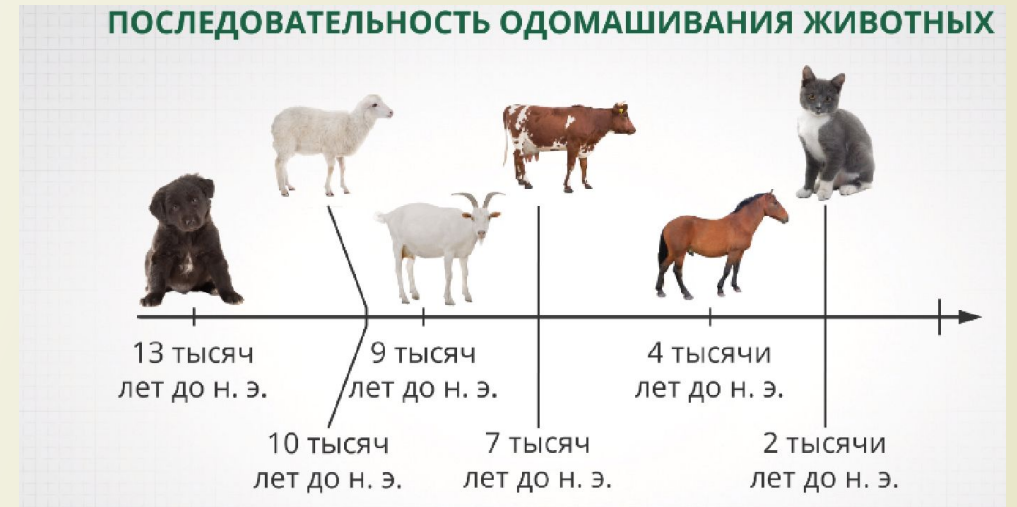 ПОСЛЕДОВАТЕЛЬНОСТЬ ОДОМАШИВАНИЯ ЖИВОТНЫХ
13 тысяч
лет до н. э.
9 тысяч
лет до н. э.
4 тысячи
лет до н. э.
10 тысяч
лет до н. э.
7 тысяч
лет до н. э.
2 тысячи
лет до н. э.